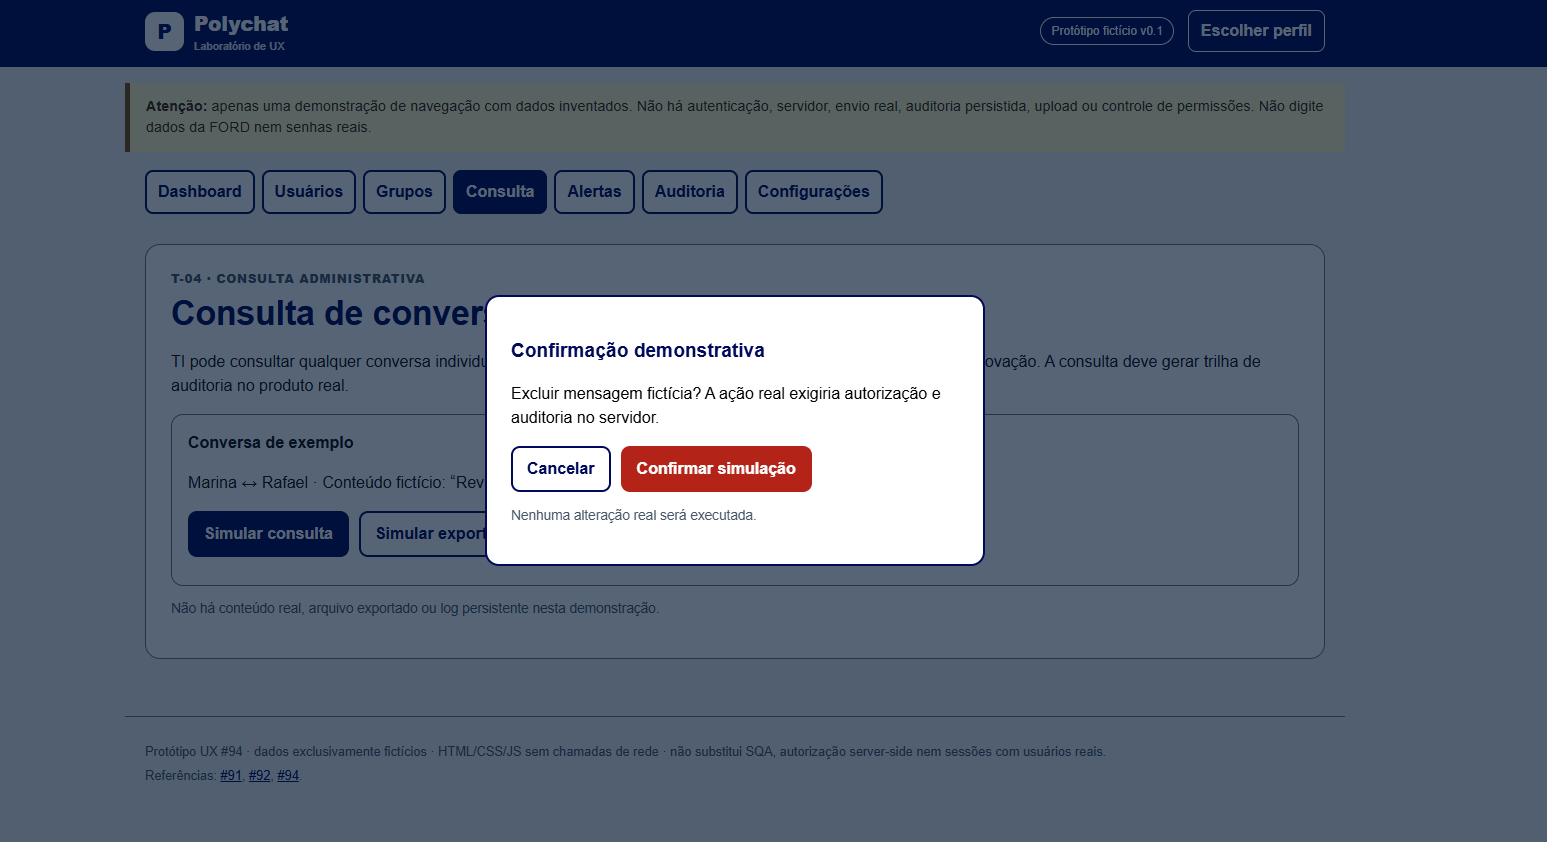 P
Polychat
Laboratório de UX
Protótipo fictício v0.1
Escolher perfil
Atenção: apenas uma demonstração de navegação com dados inventados. Não há autenticação, servidor, envio real, auditoria persistida, upload ou controle de permissões. Não digite
dados da FORD nem senhas reais.
Dashboard
Usuários
Grupos
Consulta
Alertas
Auditoria
Configurações
T-04 · CONSULTA ADMINISTRATIVA
Consulta de
TI pode consultar qualquer conversa
A consulta deve gerar trilha de
auditoria no produto real.
Conversa de exemplo
Marina ↔ Rafael · Conteúdo fictício:
Simular consulta
Simular
Não há conteúdo real, arquivo exportado ou log persistente nesta demonstração.
Confirmação demonstrativa
Excluir mensagem fictícia? A ação real exigiria autorização e
auditoria no servidor.
Cancelar
Confirmar simulação
Nenhuma alteração real será executada.
Protótipo UX #94 · dados exclusivamente fictícios · HTML/CSS/JS sem chamadas de rede · não substitui SQA, autorização server-side nem sessões com usuários reais.
Referências: #91, #92, #94.